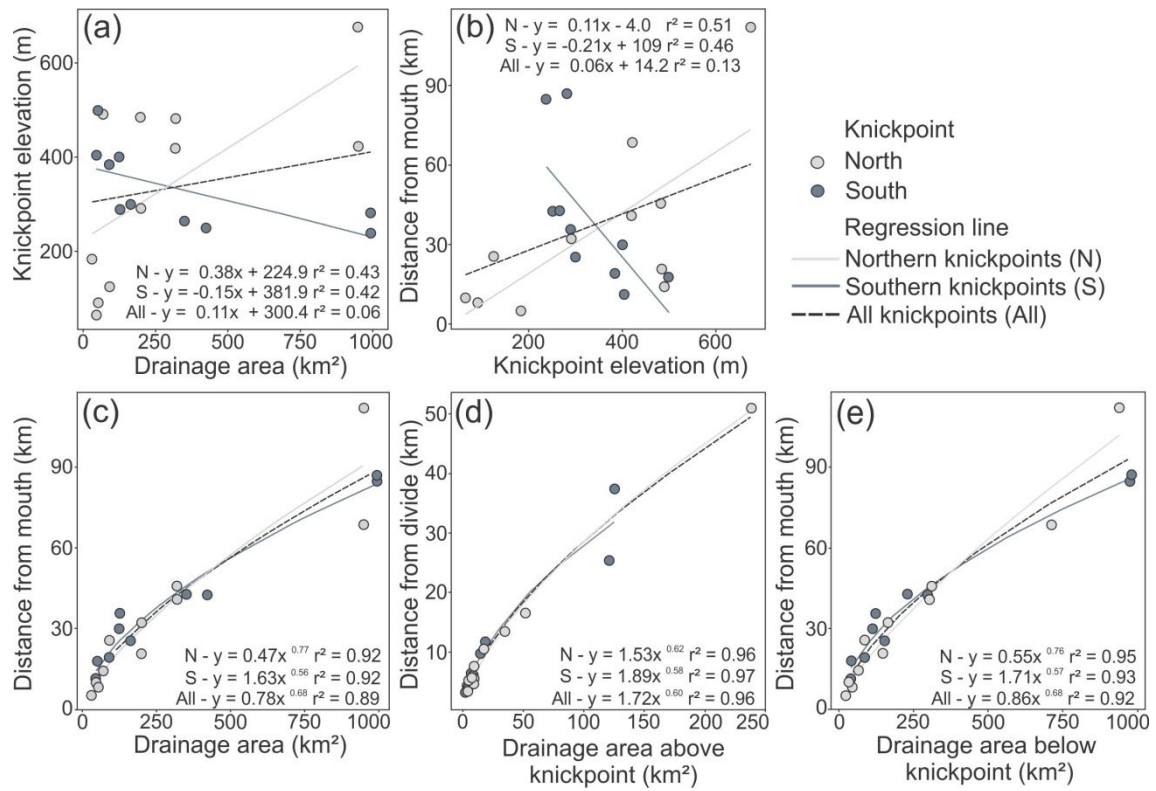 (a)
Knickpoint elevation (m)
600
400
200
N - y = 0.38x + 224.9 r² = 0.43
S - y = -0.15x + 381.9 r² = 0.42
All - y = 0.11x + 300.4 r² = 0.06
0 250 500 750 1000
Drainage area (km²)
(b)
Distance from mouth (km)
90
60
30
0
N - y = 0.11x - 4.0 r² = 0.51
S - y = -0.21x + 109 r² = 0.46
All - y = 0.06x + 14.2 r² = 0.13
200 400 600
Knickpoint elevation (m)
Knickpoint
North
South
Regression line
Northern knickpoints (N)
Southern knickpoints (S)
All knickpoints (All)
(c)
Distance from mouth (km)
90
60
30
0
N - y = 0.47x 0.77 r² = 0.92
S - y = 1.63x 0.56 r² = 0.92
All - y = 0.78x 0.68 r² = 0.89
0 250 500 750 1000
Drainage area (km²)
(d)
Distance from divide (km)
50
40
30
20
10
0
N - y = 1.53x 0.62 r² = 0.96
S - y = 1.89x 0.58 r² = 0.97
All - y = 1.72x 0.60 r² = 0.96
0 50 100 150 200 250
Drainage area above
knickpoint (km²)
(e)
Distance from mouth (km)
90
60
30
0
N - y = 0.55x 0.76 r² = 0.95
S - y = 1.71x 0.57 r² = 0.93
All - y = 0.86x 0.68 r² = 0.92
0 250 500 750 1000
Drainage area below
knickpoint (km²)